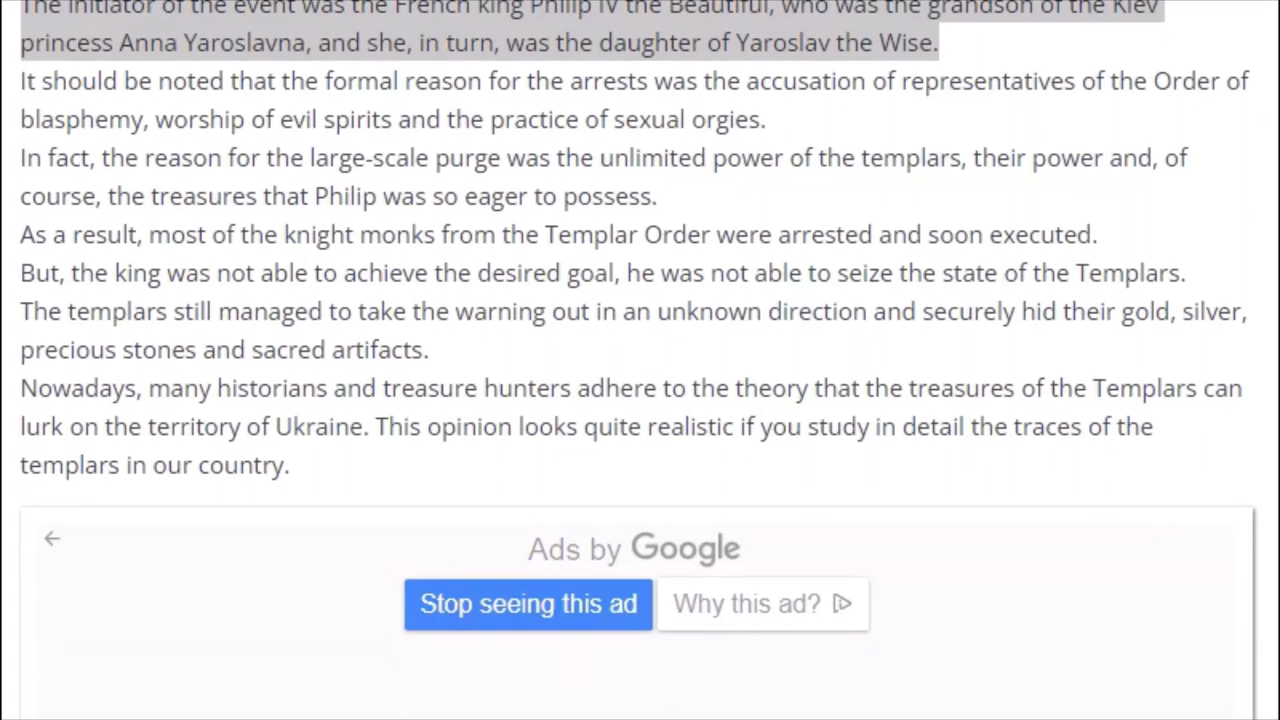 The initiator of the event was the French king Philip IV the Beautiful, who was the grandson of the Kiev
princess Anna Yaroslavna, and she, in turn, was the daughter of Yaroslav the Wise.
It should be noted that the formal reason for the arrests was the accusation of representatives of the Order of
blasphemy, worship of evil spirits and the practice of sexual orgies.
In fact, the reason for the large-scale purge was the unlimited power of the templars, their power and, of
course, the treasures that Philip was so eager to possess.
As a result, most of the knight monks from the Templar Order were arrested and soon executed.
But, the king was not able to achieve the desired goal, he was not able to seize the state of the Templars.
The templars still managed to take the warning out in an unknown direction and securely hid their gold, silver,
precious stones and sacred artifacts.
Nowadays, many historians and treasure hunters adhere to the theory that the treasures of the Templars can
lurk on the territory of Ukraine. This opinion looks quite realistic if you study in detail the traces of the
templars in our country.
Ads by Google
Stop seeing this ad
Why this ad?